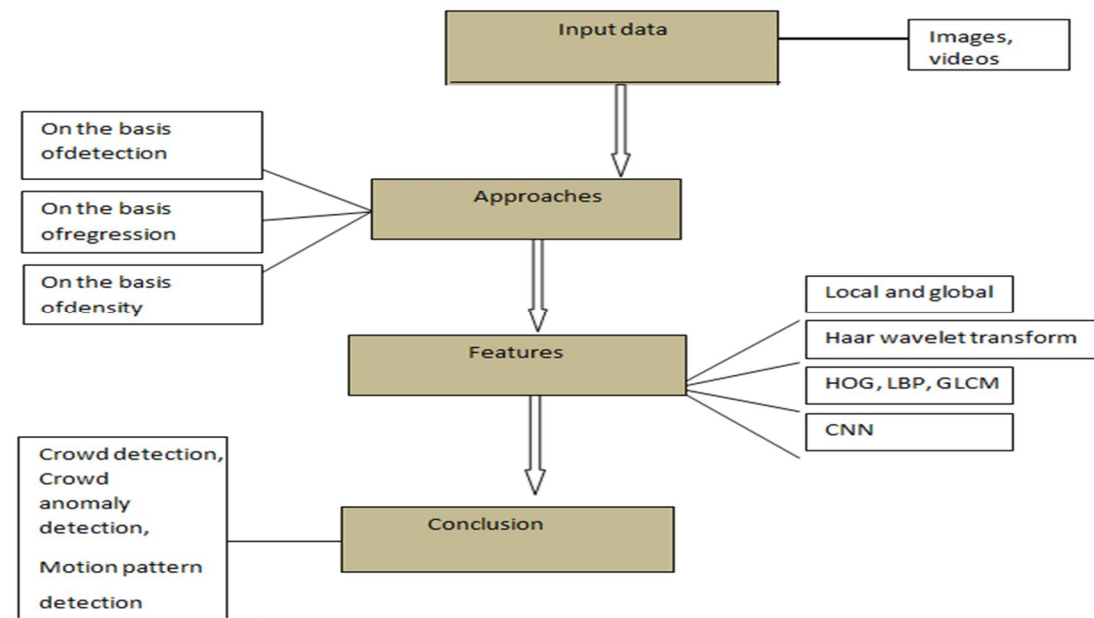 Input data
Images,
videos
On the basis
ofdetection
Approaches
On the basis
ofregression
On the basis
ofdensity
Local and global
Haar wavelet transform
Features
HOG, LBP, GLCM
CNN
Crowd detection,
Crowd
anomaly
detection,
Motion pattern
detection
Conclusion